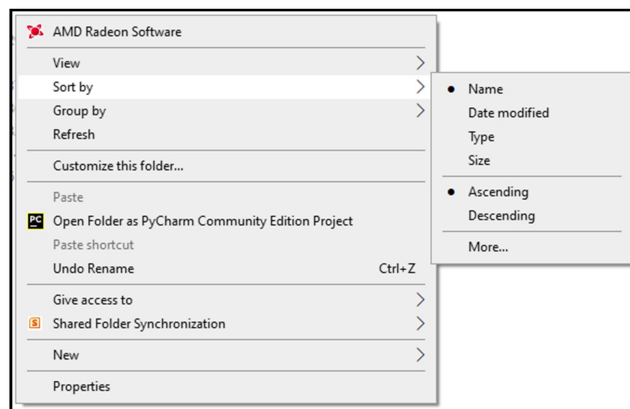 AMD Radeon Software
View
Sort by
Group by
Refresh
Customize this folder...
Paste
PC Open Folder as PyCharm Community Edition Project
Paste shortcut
Undo Rename Ctrl+Z
Give access to
S Shared Folder Synchronization
New
Properties
Name
Date modified
Type
Size
Ascending
Descending
More...